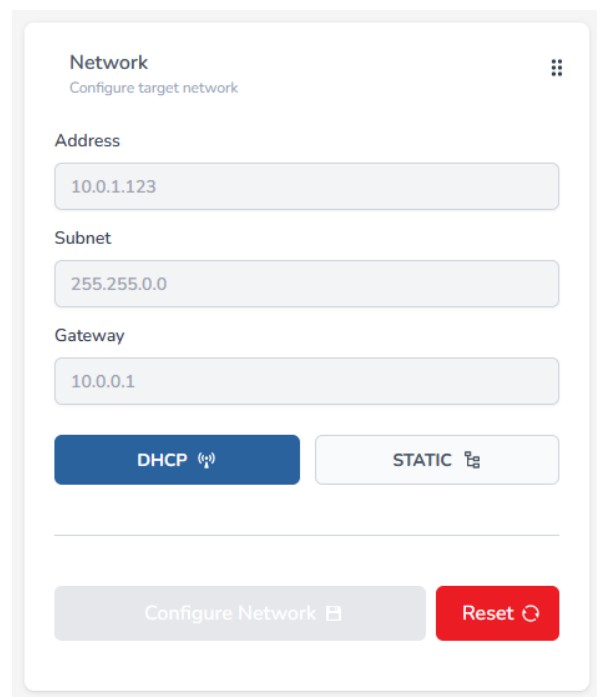 Network
Configure target network
Address
10.0.1.123
Subnet
255.255.0.0
Gateway
10.0.0.1
DHCP
STATIC
Configure Network
Reset